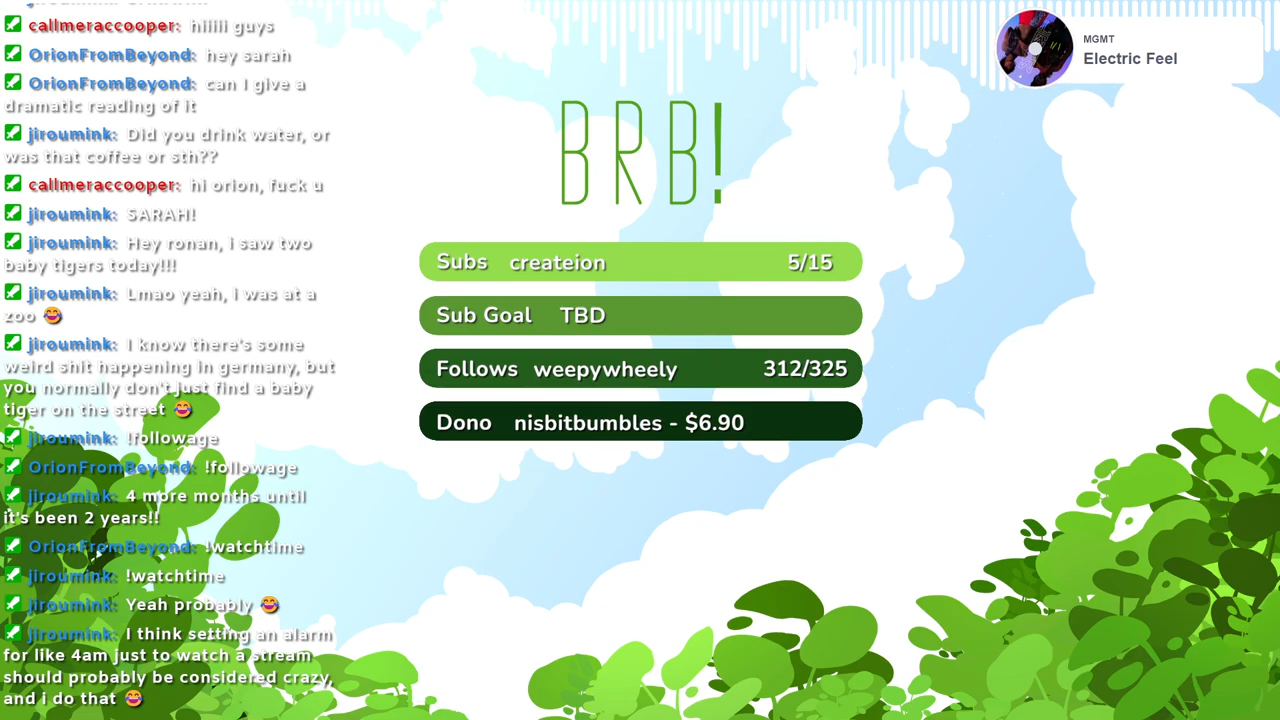 callmeraccooper: hiiiii guys
OrionFromBeyond: hey sarah
OrionFromBeyond: can I give a
dramatic reading of it
jiroumink: Did you drink water, or
was that coffee or sth??
callmeraccooper: hi orion, fuck u
jiroumink: SARAH!
jiroumink: Hey ronan, i saw two
baby tigers today!!!
jiroumink: Lmao yeah, i was at a
zoo 😂
jiroumink: I know there's some
weird shit happening in germany, but
you normally don't just find a baby
tiger on the street 😂
jiroumink: !followage
OrionFromBeyond: !followage
jiroumink: 4 more months until
it's been 2 years!!
OrionFromBeyond: !watchtime
jiroumink: !watchtime
jiroumink: Yeah probably 😂
jiroumink: I think setting an alarm
for like 4am just to watch a stream
should probably be considered crazy,
and i do that 😂
BRB!
Subs createion 5/15
Sub Goal TBD
Follows weepywheely 312/325
Dono nisbitbumbles - $6.90
MGMT
Electric Feel